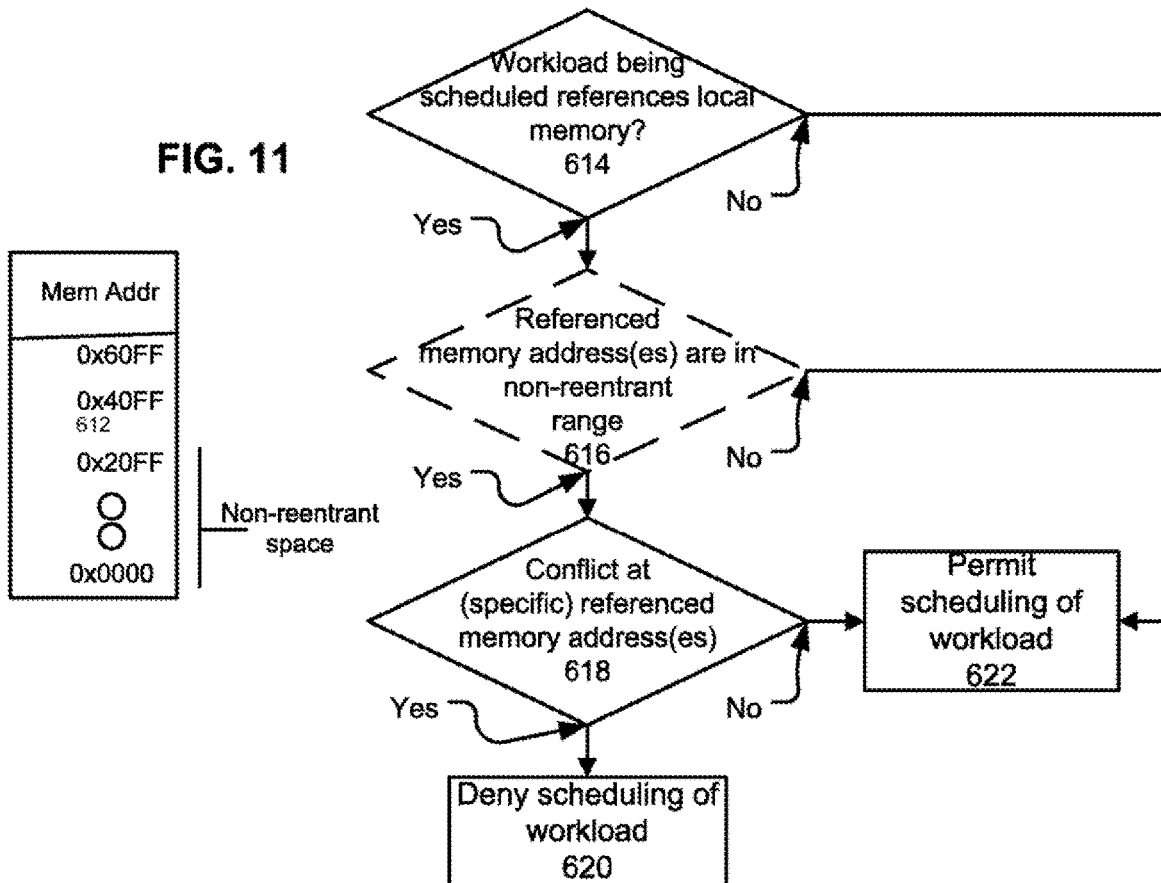 FIG. 11
Workload being
scheduled references local
memory?
614
No
Yes
Mem Addr
0x60FF
0x40FF
612
0x20FF
0x0000
Non-reentrant
space
Referenced
memory address(es) are in
non-reentrant
range
616
No
Yes
Conflict at
(specific) referenced
memory address(es)
618
No
Yes
Permit
scheduling of
workload
622
Deny scheduling of
workload
620